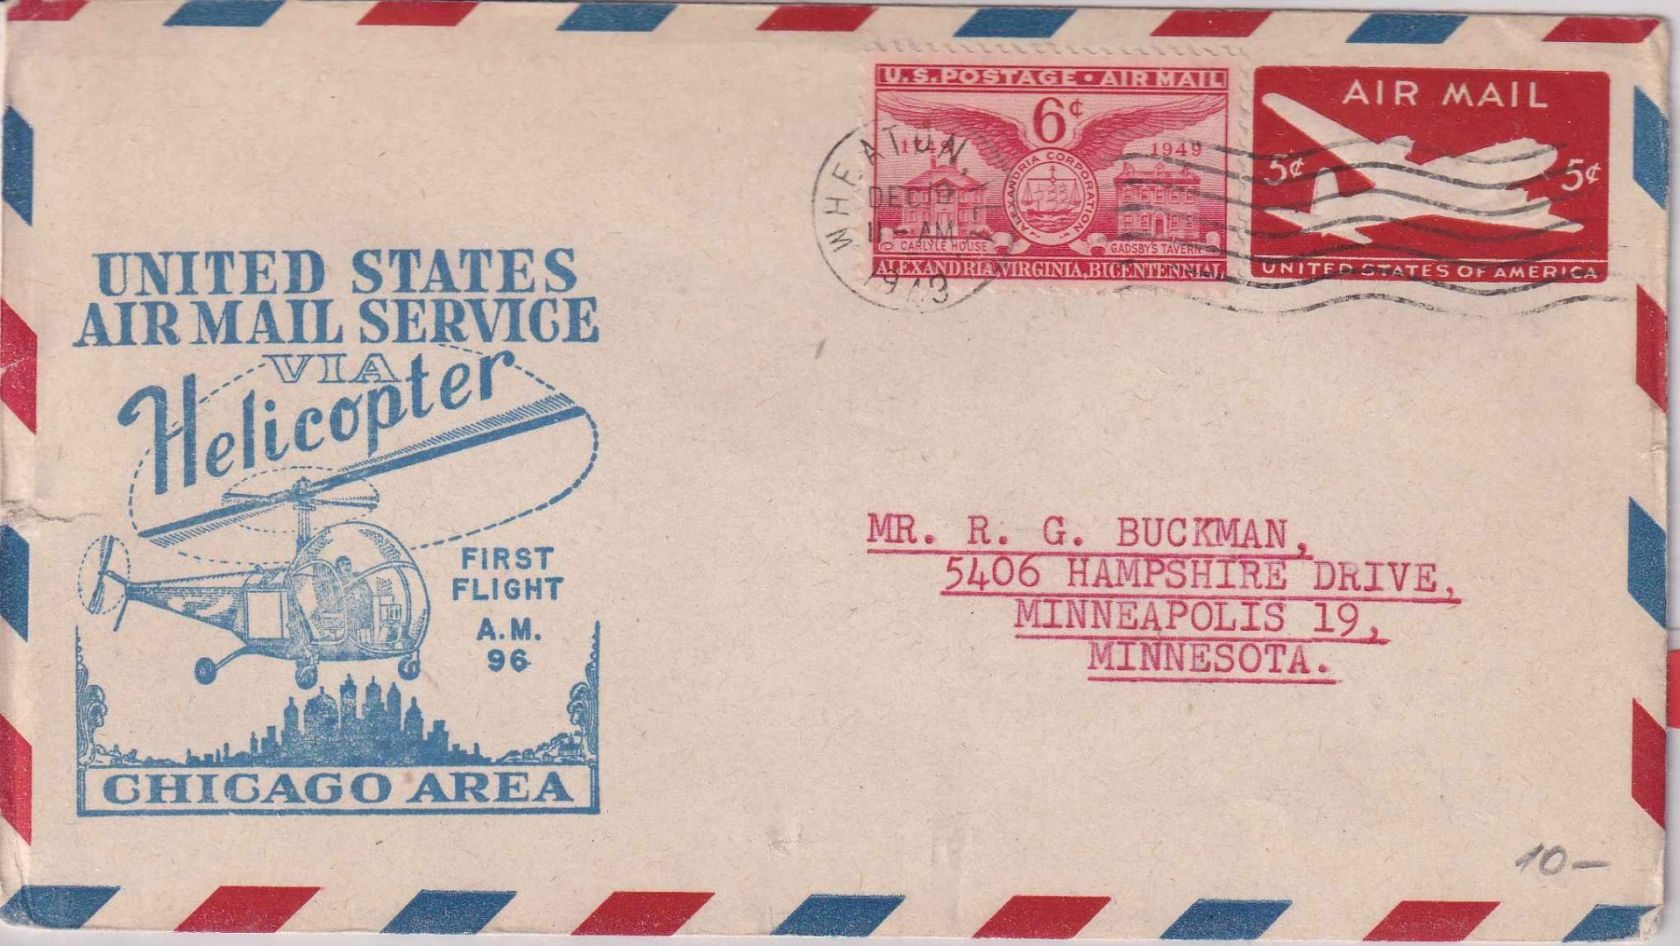 U.S. POSTAGE • AIR MAIL
6¢
1949
ALEXANDRIA CORPORATION
CARLYLE HOUSE
GADSBY'S TAVERN
ALEXANDRIA, VIRGINIA, BICENTENNIAL
AIR MAIL
5¢ 5¢
UNITED STATES OF AMERICA
WHEATON,
DEC
11-AM
UNITED STATES
AIR MAIL SERVICE
VIA
Helicopter
FIRST
FLIGHT
A.M.
96
CHICAGO AREA
MR. R. G. BUCKMAN,
5406 HAMPSHIRE DRIVE,
MINNEAPOLIS 19,
MINNESOTA.
10-